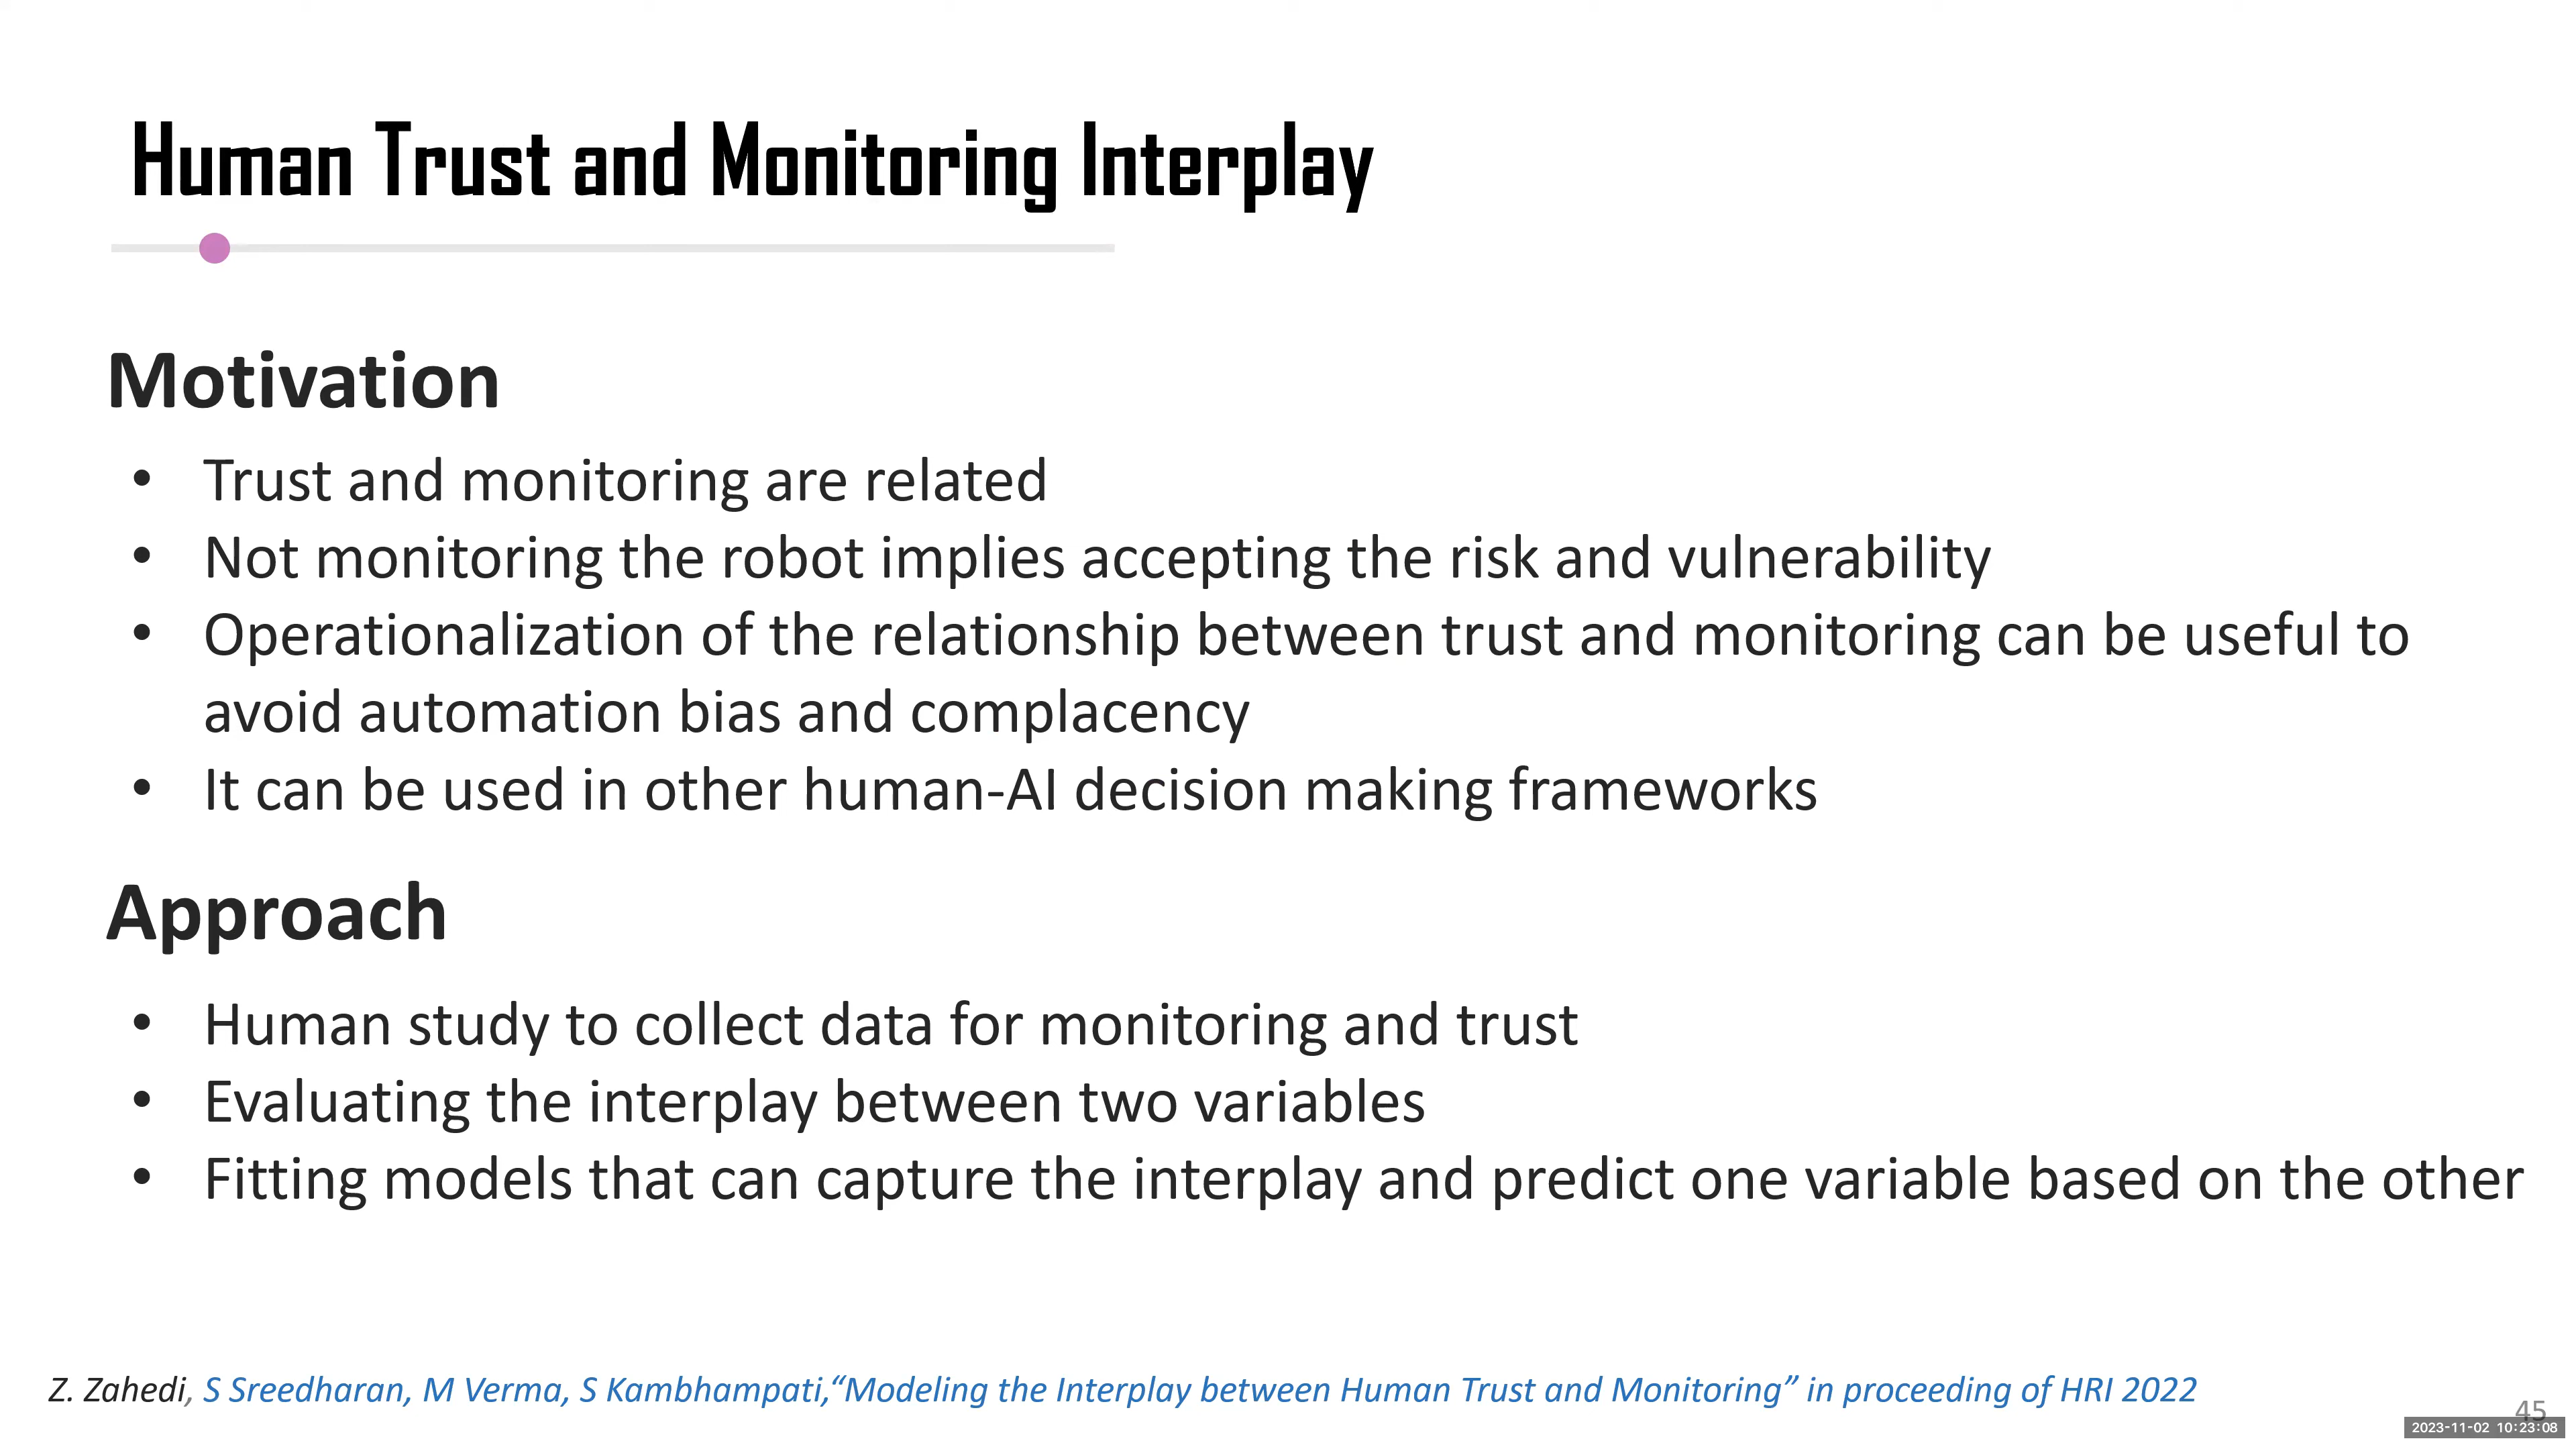 Human Trust and Monitoring Interplay
Motivation
• Trust and monitoring are related
• Not monitoring the robot implies accepting the risk and vulnerability
• Operationalization of the relationship between trust and monitoring can be useful to
avoid automation bias and complacency
• It can be used in other human-AI decision making frameworks
Approach
• Human study to collect data for monitoring and trust
• Evaluating the interplay between two variables
• Fitting models that can capture the interplay and predict one variable based on the other
Z. Zahedi, S Sreedharan, M Verma, S Kambhampati,“Modeling the Interplay between Human Trust and Monitoring” in proceeding of HRI 2022
45
2023-11-02 10:23:08